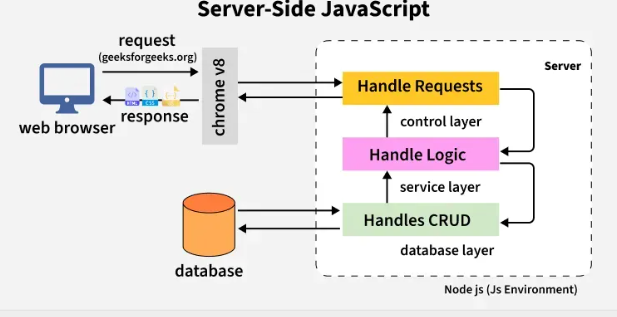 Server-Side JavaScript
request
(geeksforgeeks.org)
response
web browser
chrome v8
Server
Handle Requests
control layer
Handle Logic
service layer
Handles CRUD
database layer
database
Node js (Js Environment)